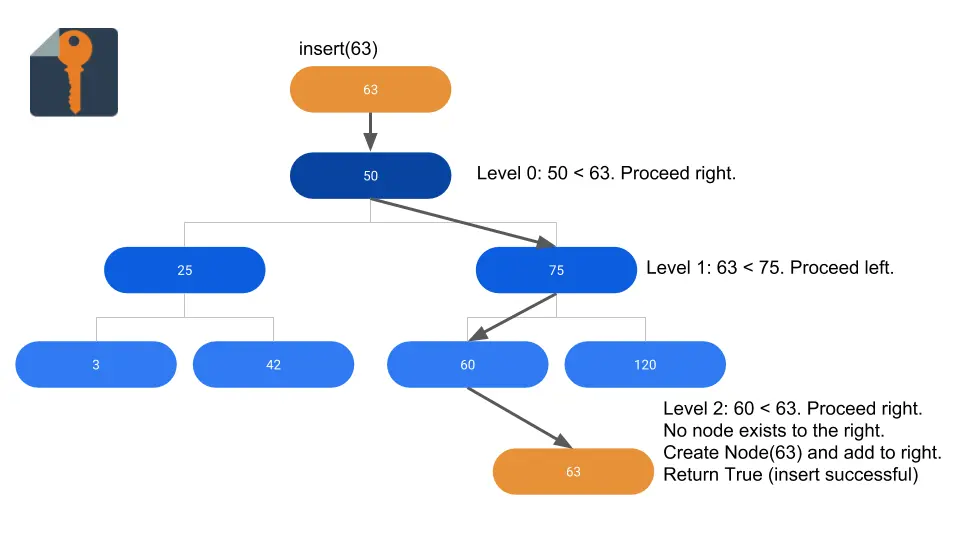 insert(63)
63
50
Level 0: 50 < 63. Proceed right.
25
75
Level 1: 63 < 75. Proceed left.
3
42
60
120
Level 2: 60 < 63. Proceed right.
No node exists to the right.
Create Node(63) and add to right.
Return True (insert successful)
63